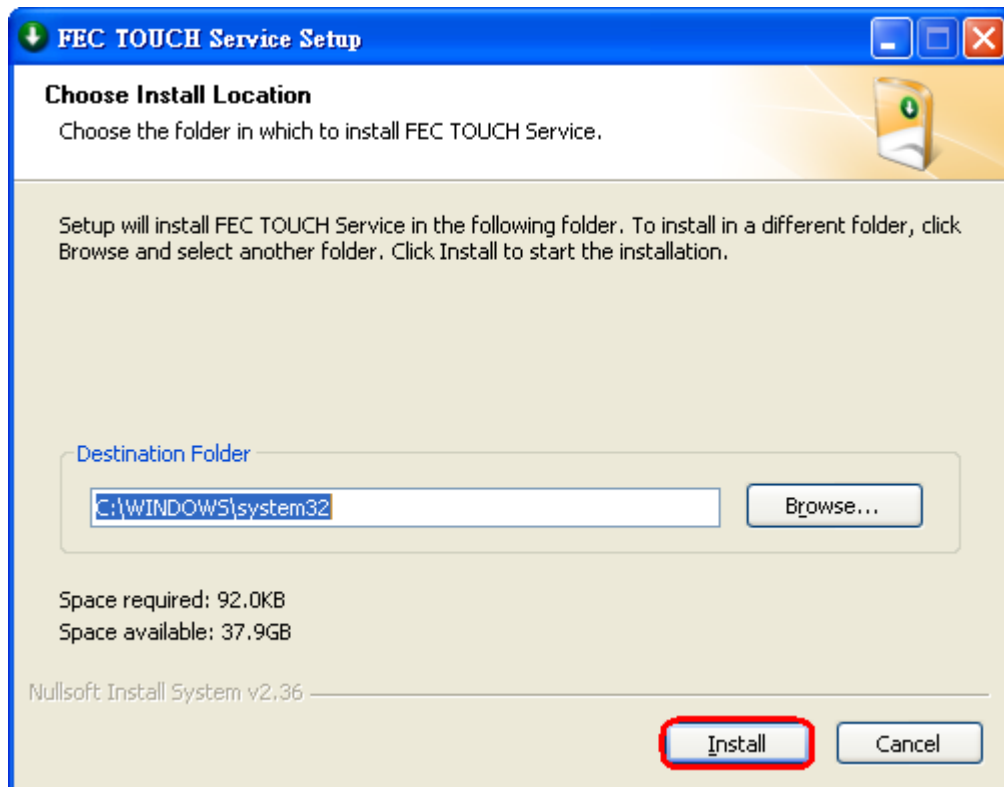 FEC TOUCH Service Setup
Choose Install Location
Choose the folder in which to install FEC TOUCH Service.
Setup will install FEC TOUCH Service in the following folder. To install in a different folder, click
Browse and select another folder. Click Install to start the installation.
Destination Folder
C:\WINDOWS\system32
Browse...
Space required: 92.0KB
Space available: 37.9GB
Nullsoft Install System v2.36
Install
Cancel